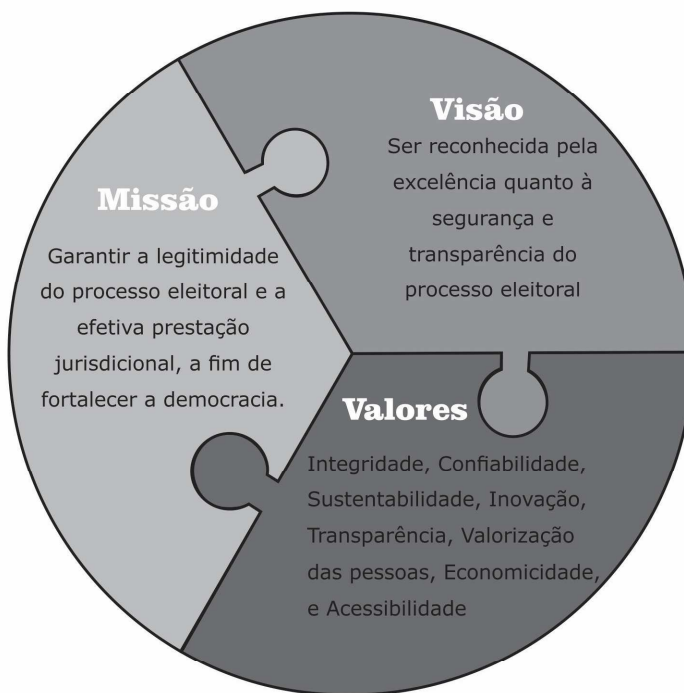 Missão
Garantir a legitimidade
do processo eleitoral e a
efetiva prestação
jurisdicional, a fim de
fortalecer a democracia.
Visão
Ser reconhecida pela
excelência quanto à
segurança e
transparência do
processo eleitoral
Valores
Integridade, Confiabilidade,
Sustentabilidade, Inovação,
Transparência, Valorização
das pessoas, Economicidade,
e Acessibilidade